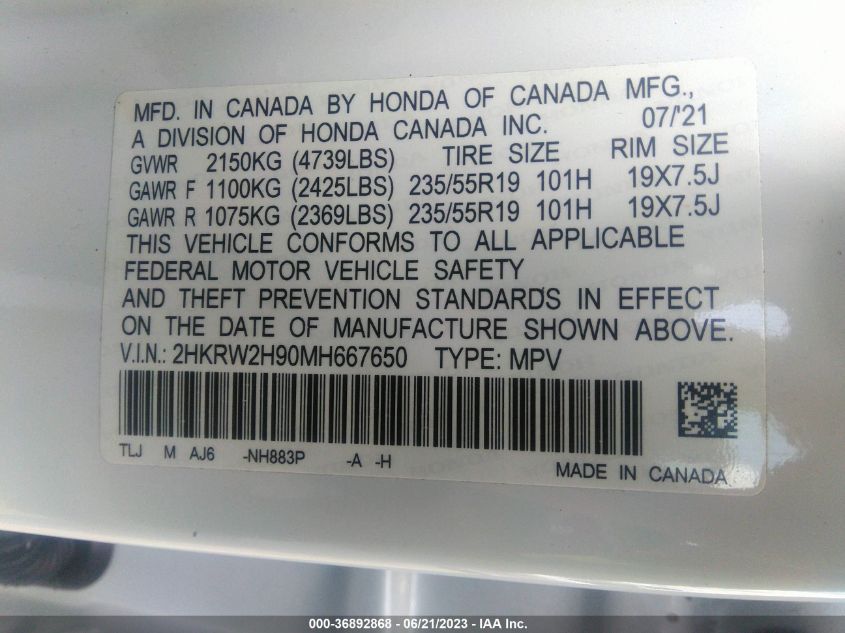 MFD. IN CANADA BY HONDA OF CANADA MFG.,
A DIVISION OF HONDA CANADA INC. 07/'21
GVWR 2150KG (4739LBS) TIRE SIZE RIM SIZE
GAWR F 1100KG (2425LBS) 235/55R19 101H 19X7.5J
GAWR R 1075KG (2369LBS) 235/55R19 101H 19X7.5J
THIS VEHICLE CONFORMS TO ALL APPLICABLE
FEDERAL MOTOR VEHICLE SAFETY
AND THEFT PREVENTION STANDARDS IN EFFECT
ON THE DATE OF MANUFACTURE SHOWN ABOVE.
V.I.N.: 2HKRW2H90MH667650 TYPE: MPV
TLJ M AJ6 -NH883P -A -H
MADE IN CANADA
000-36892868 - 06/21/2023 - IAA Inc.